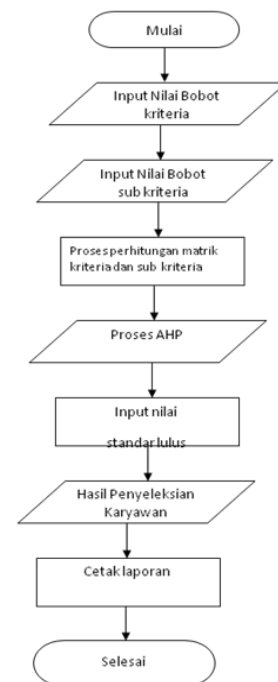 Mulai
Input Nilai Bobot
kriteria
Input Nilai Bobot
sub kriteria
Proses perhitungan matrik
kriteria dan sub kriteria
Proses AHP
Input nilai
standar lulus
Hasil Penyeleksian
Karyawan
Cetak laporan
Selesai